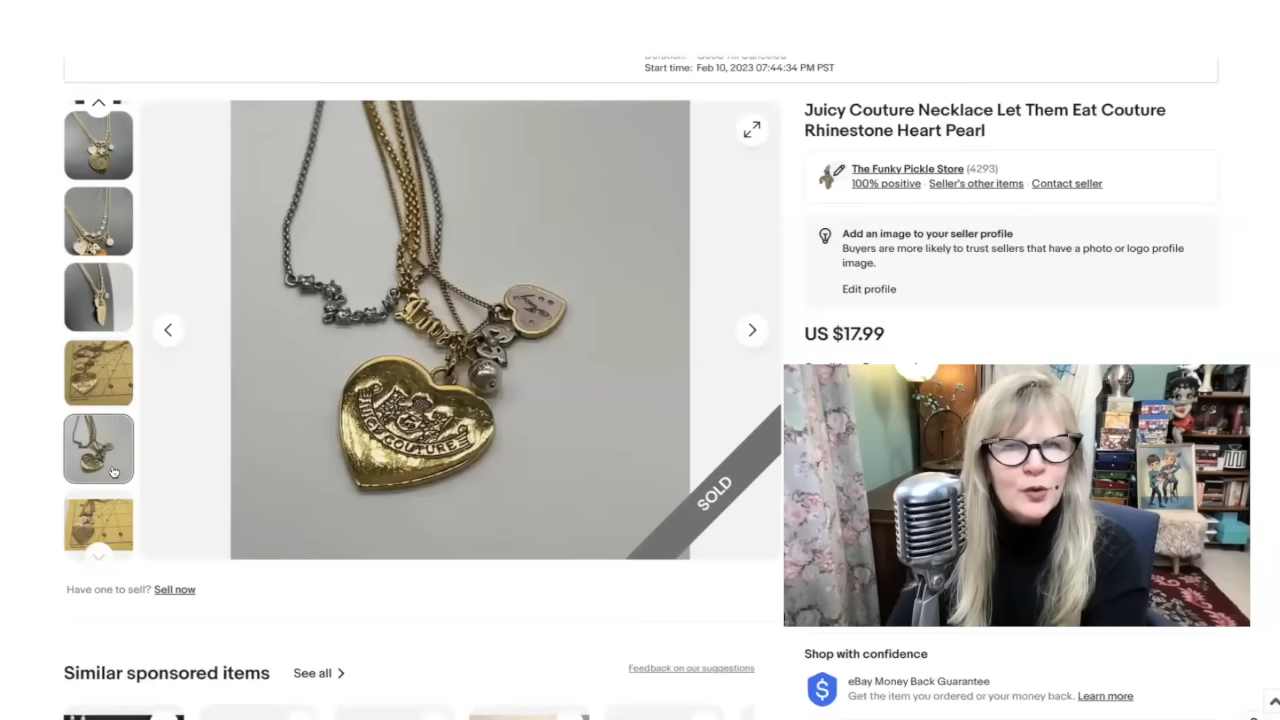 Start time: Feb 10, 2023 07:44:34 PM PST
Juicy Couture Necklace Let Them Eat Couture
Rhinestone Heart Pearl
The Funky Pickle Store (4293)
100% positive · Seller's other items · Contact seller
Add an image to your seller profile
Buyers are more likely to trust sellers that have a photo or logo profile
image.
Edit profile
US $17.99
JUICY COUTURE
SOLD
Have one to sell? Sell now
Similar sponsored items See all
Feedback on our suggestions
Shop with confidence
eBay Money Back Guarantee
Get the item you ordered or your money back. Learn more